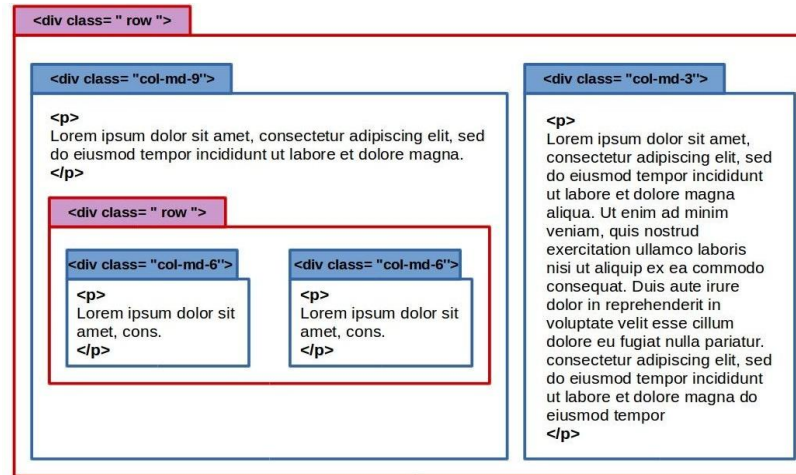 <div class= " row ">
<div class= "col-md-9">
<p>
Lorem ipsum dolor sit amet, consectetur adipiscing elit, sed
do eiusmod tempor incididunt ut labore et dolore magna.
</p>
<div class= " row ">
<div class= "col-md-6">
<p>
Lorem ipsum dolor sit
amet, cons.
</p>
<div class= "col-md-6">
<p>
Lorem ipsum dolor sit
amet, cons.
</p>
<div class= "col-md-3">
<p>
Lorem ipsum dolor sit amet,
consectetur adipiscing elit, sed
do eiusmod tempor incididunt
ut labore et dolore magna
aliqua. Ut enim ad minim
veniam, quis nostrud
exercitation ullamco laboris
nisi ut aliquip ex ea commodo
consequat. Duis aute irure
dolor in reprehenderit in
voluptate velit esse cillum
dolore eu fugiat nulla pariatur.
consectetur adipiscing elit, sed
do eiusmod tempor incididunt
ut labore et dolore magna do
eiusmod tempor
</p>